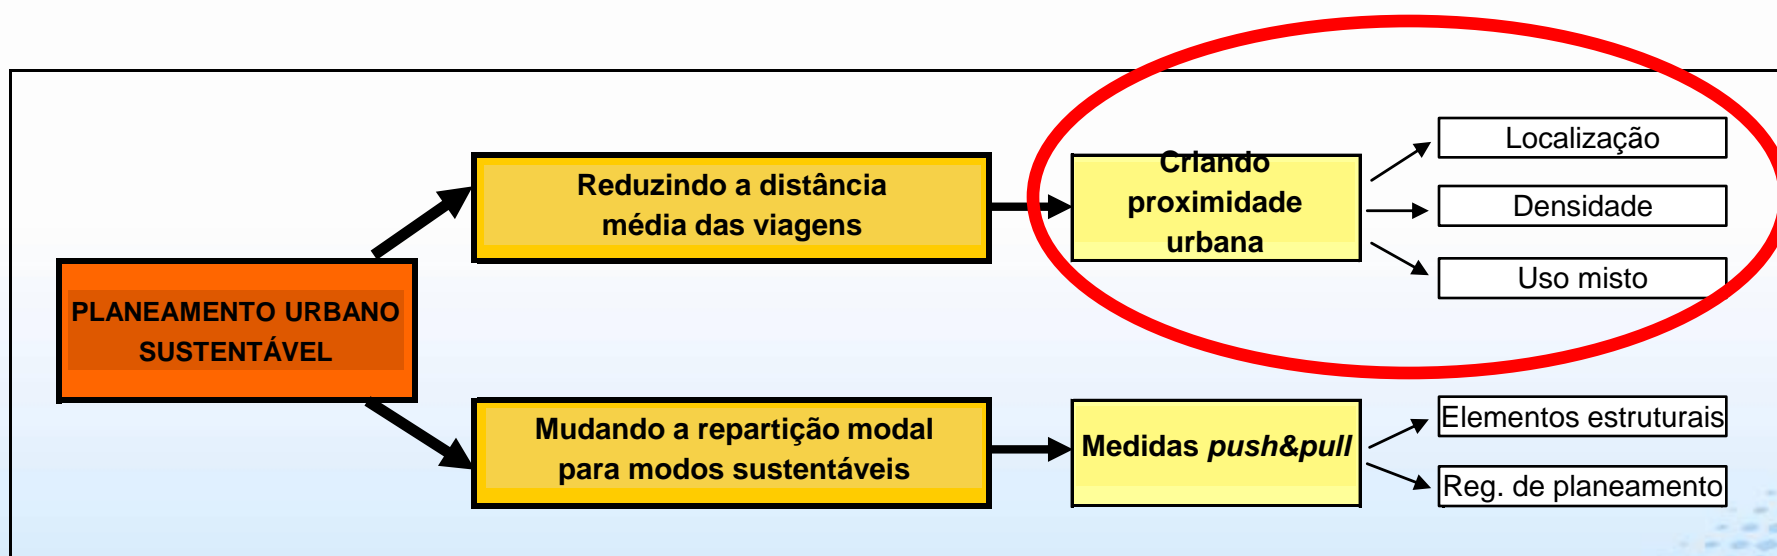 PLANEAMENTO URBANO
SUSTENTÁVEL
Reduzindo a distância
média das viagens
Criando
proximidade
urbana
Localização
Densidade
Uso misto
Mudando a repartição modal
para modos sustentáveis
Medidas push&pull
Elementos estruturais
Reg. de planeamento